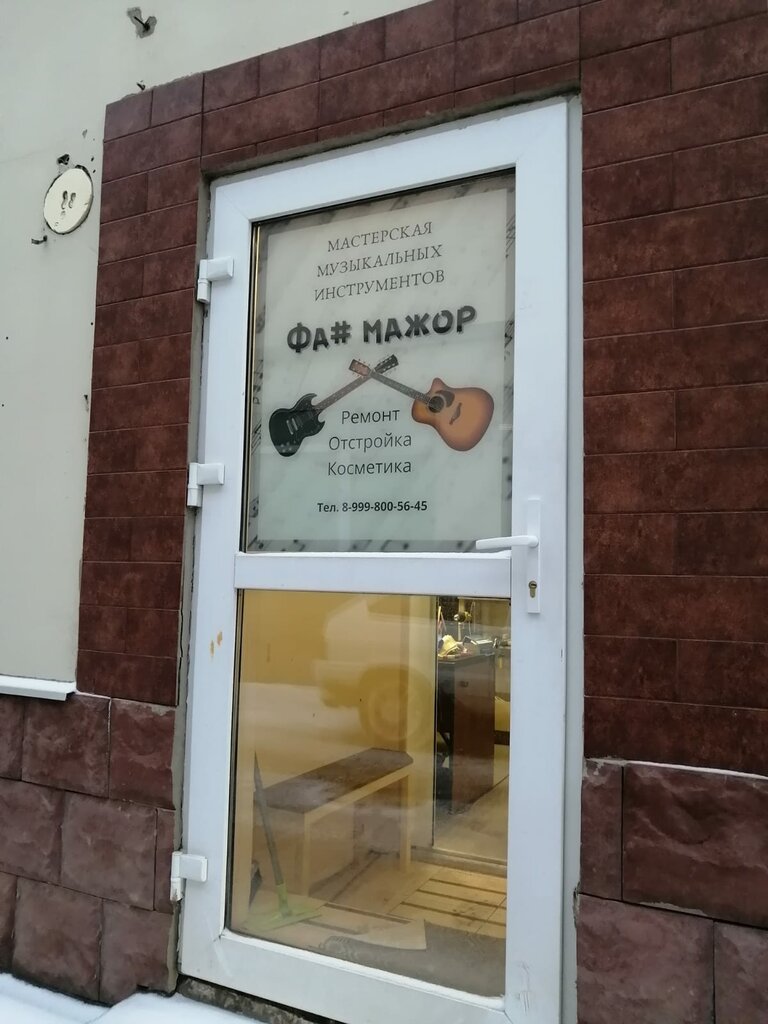 МАСТЕРСКАЯ
МУЗЫКАЛЬНЫХ
ИНСТРУМЕНТОВ
ФА# МАЖОР
Ремонт
Отстройка
Косметика
Тел. 8-999-800-56-45